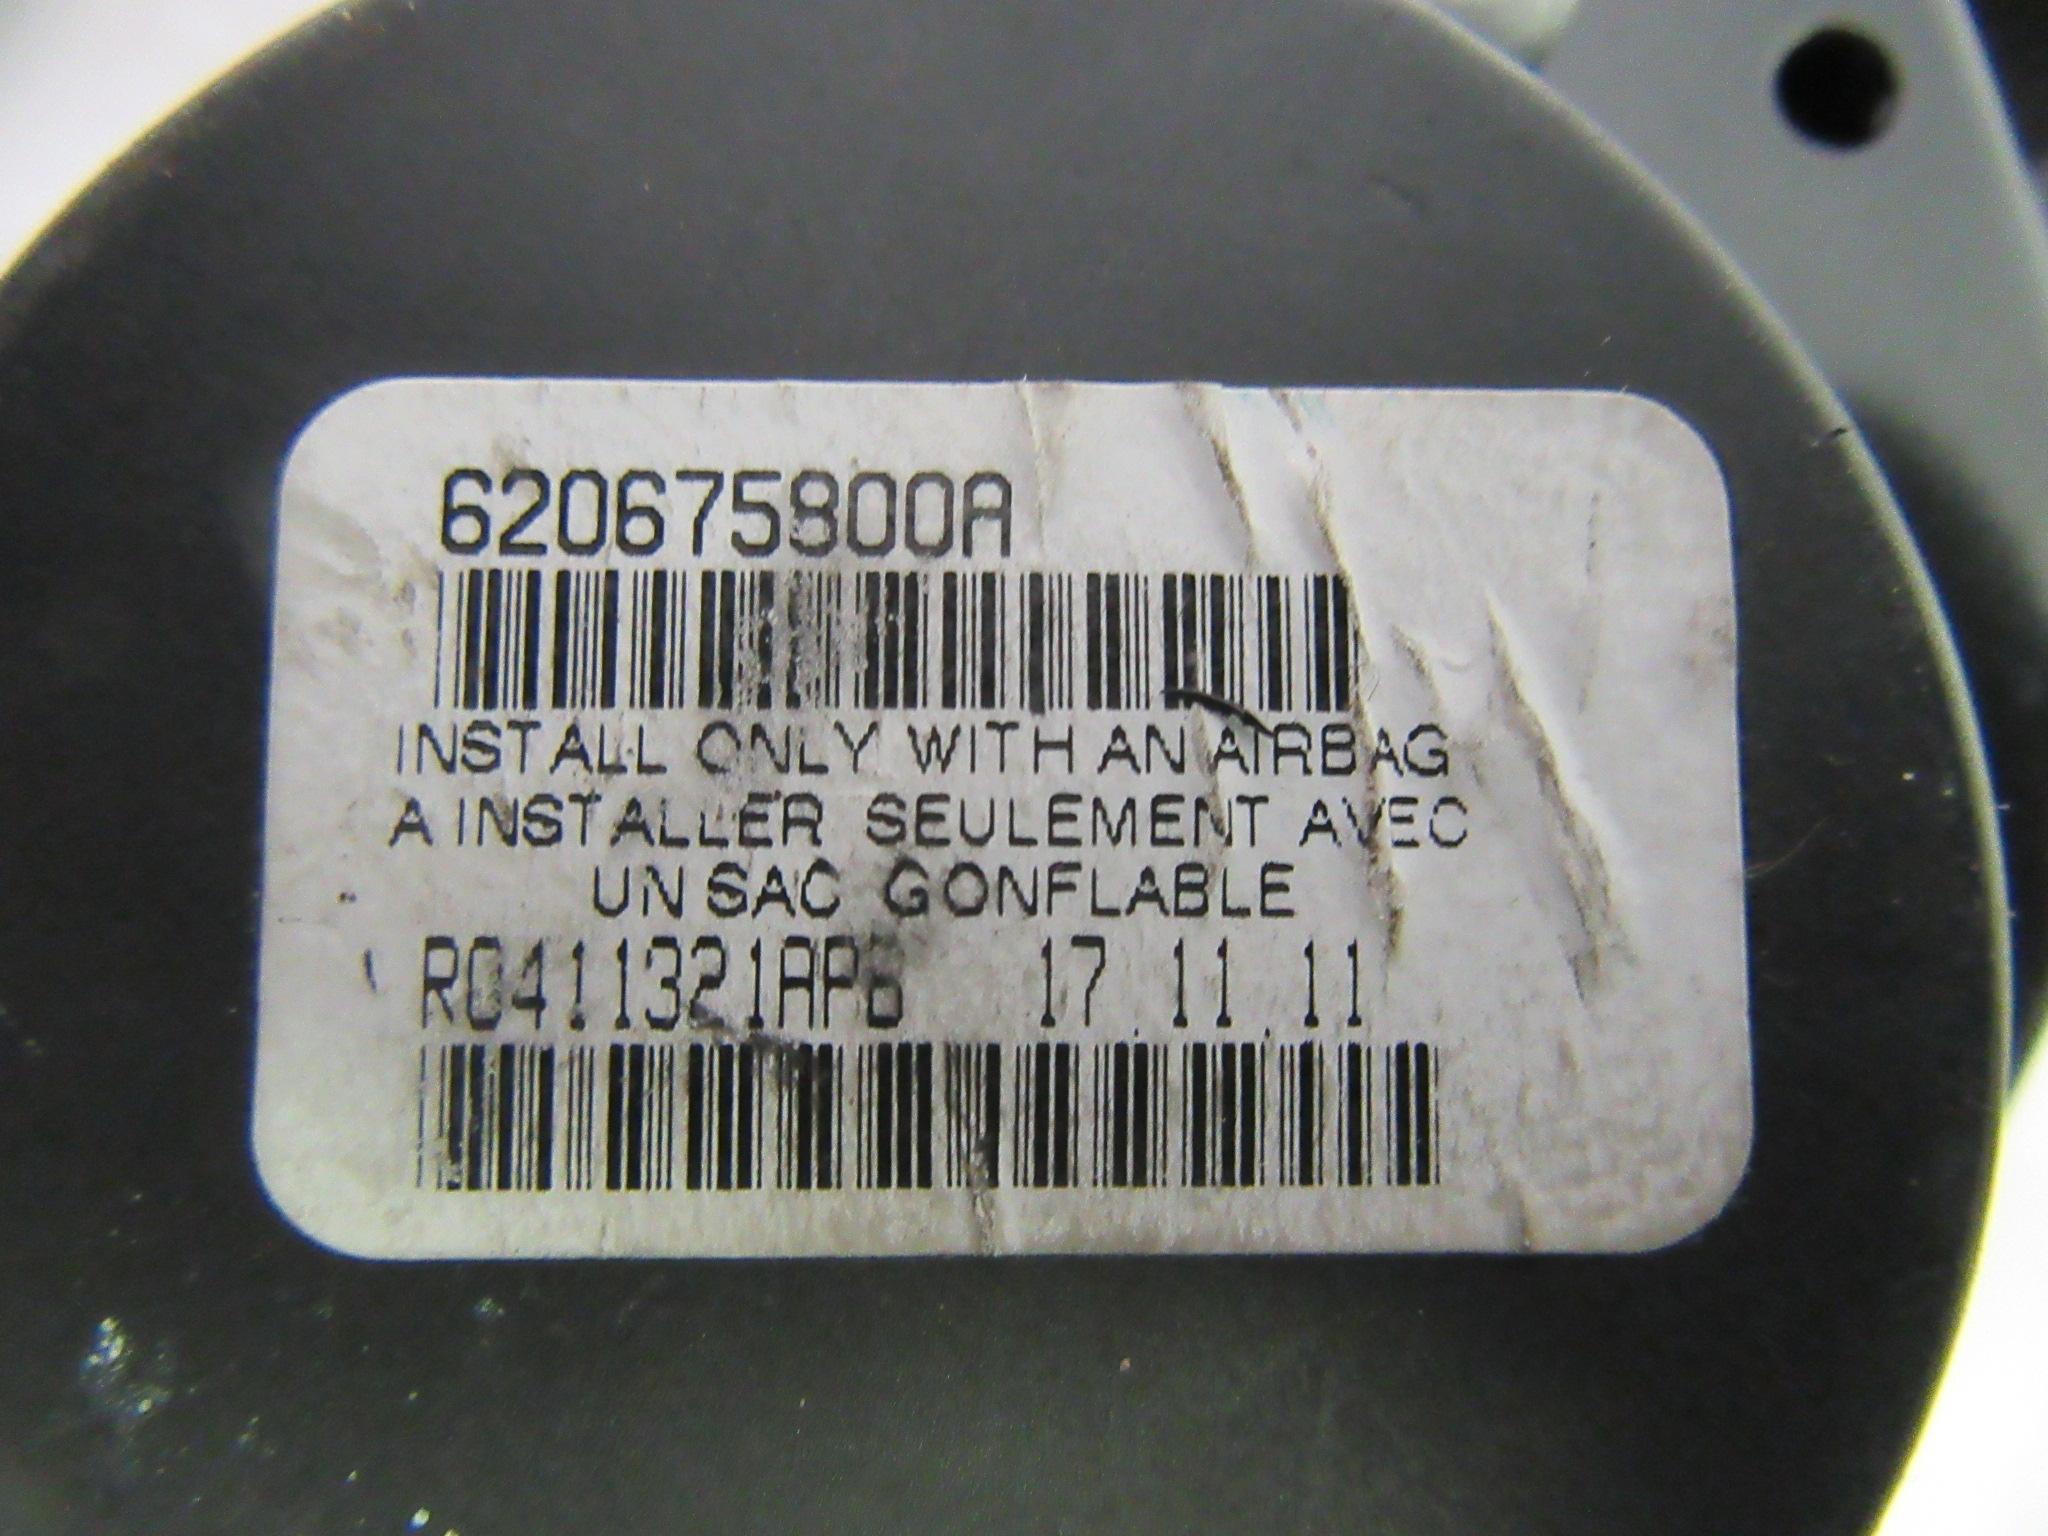 620675800A
INSTALL ONLY WITH AN AIRBAG
A INSTALLER SEULEMENT AVEC
UN SAC GONFLABLE
17.11.11